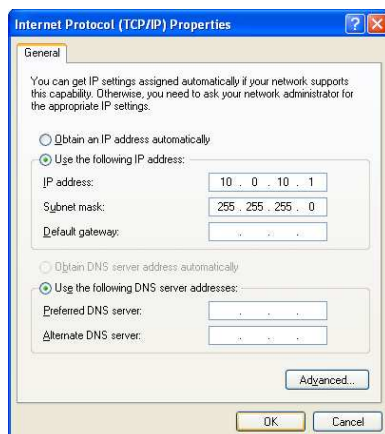 Internet Protocol (TCP/IP) Properties
General
You can get IP settings assigned automatically if your network supports
this capability. Otherwise, you need to ask your network administrator for
the appropriate IP settings.
Obtain an IP address automatically
Use the following IP address:
IP address: 10 . 0 . 10 . 1
Subnet mask: 255 . 255 . 255 . 0
Default gateway: . . .
Obtain DNS server address automatically
Use the following DNS server addresses:
Preferred DNS server: . . .
Alternate DNS server: . . .
Advanced...
OK Cancel